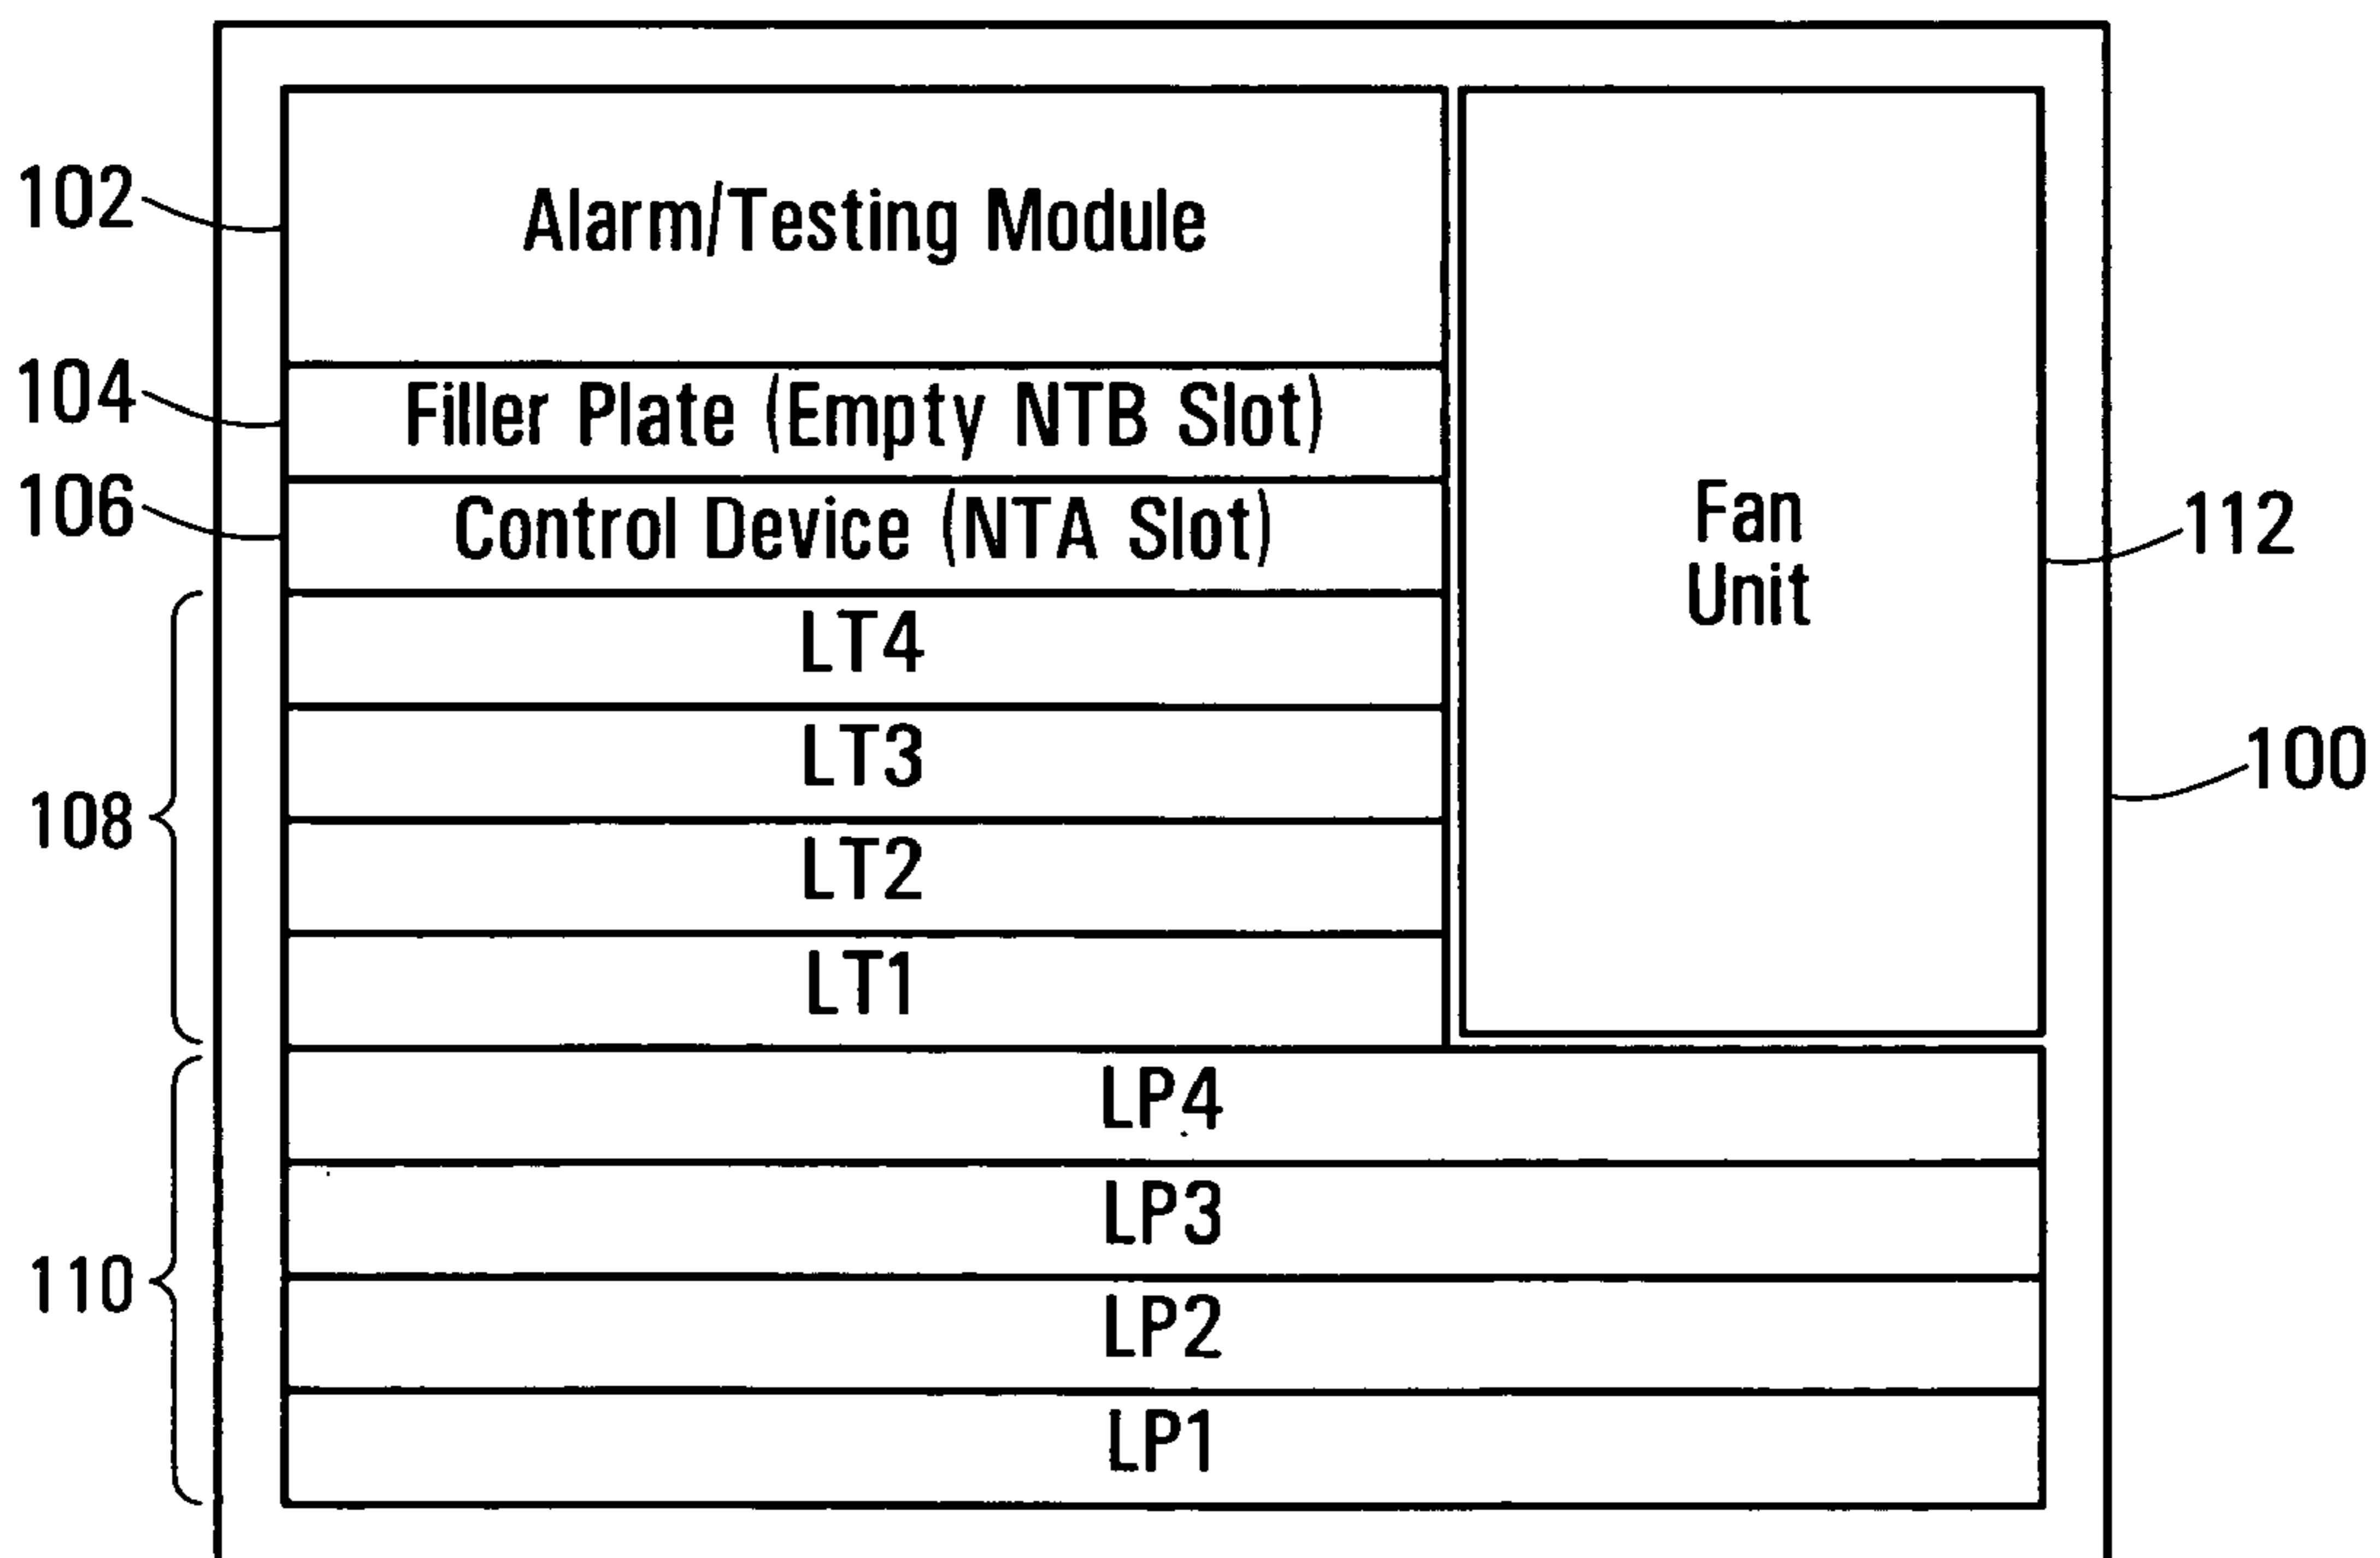 102
Alarm/Testing Module
104
Filler Plate (Empty NTB Slot)
106
Control Device (NTA Slot)
Fan
Unit
112
LT4
LT3
100
108
LT2
LT1
LP4
LP3
110
LP2
LP1